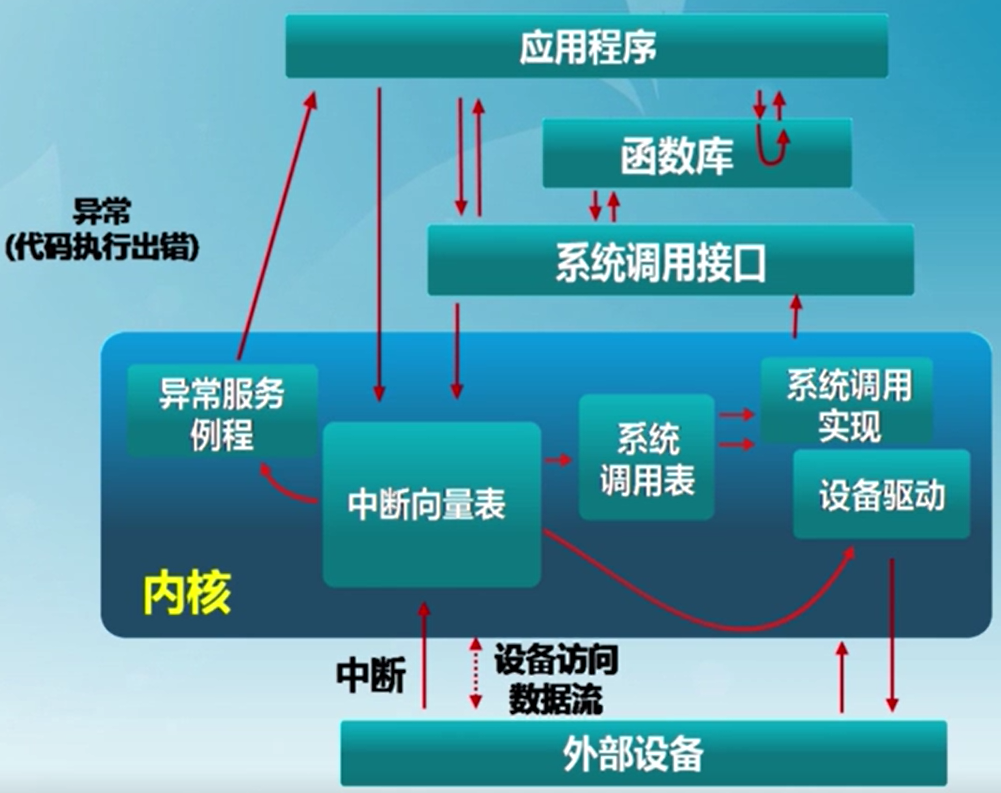 应用程序
函数库
异常
(代码执行出错)
系统调用接口
异常服务
例程
系统调用
实现
系统
调用表
中断向量表
设备驱动
内核
中断
设备访问
数据流
外部设备